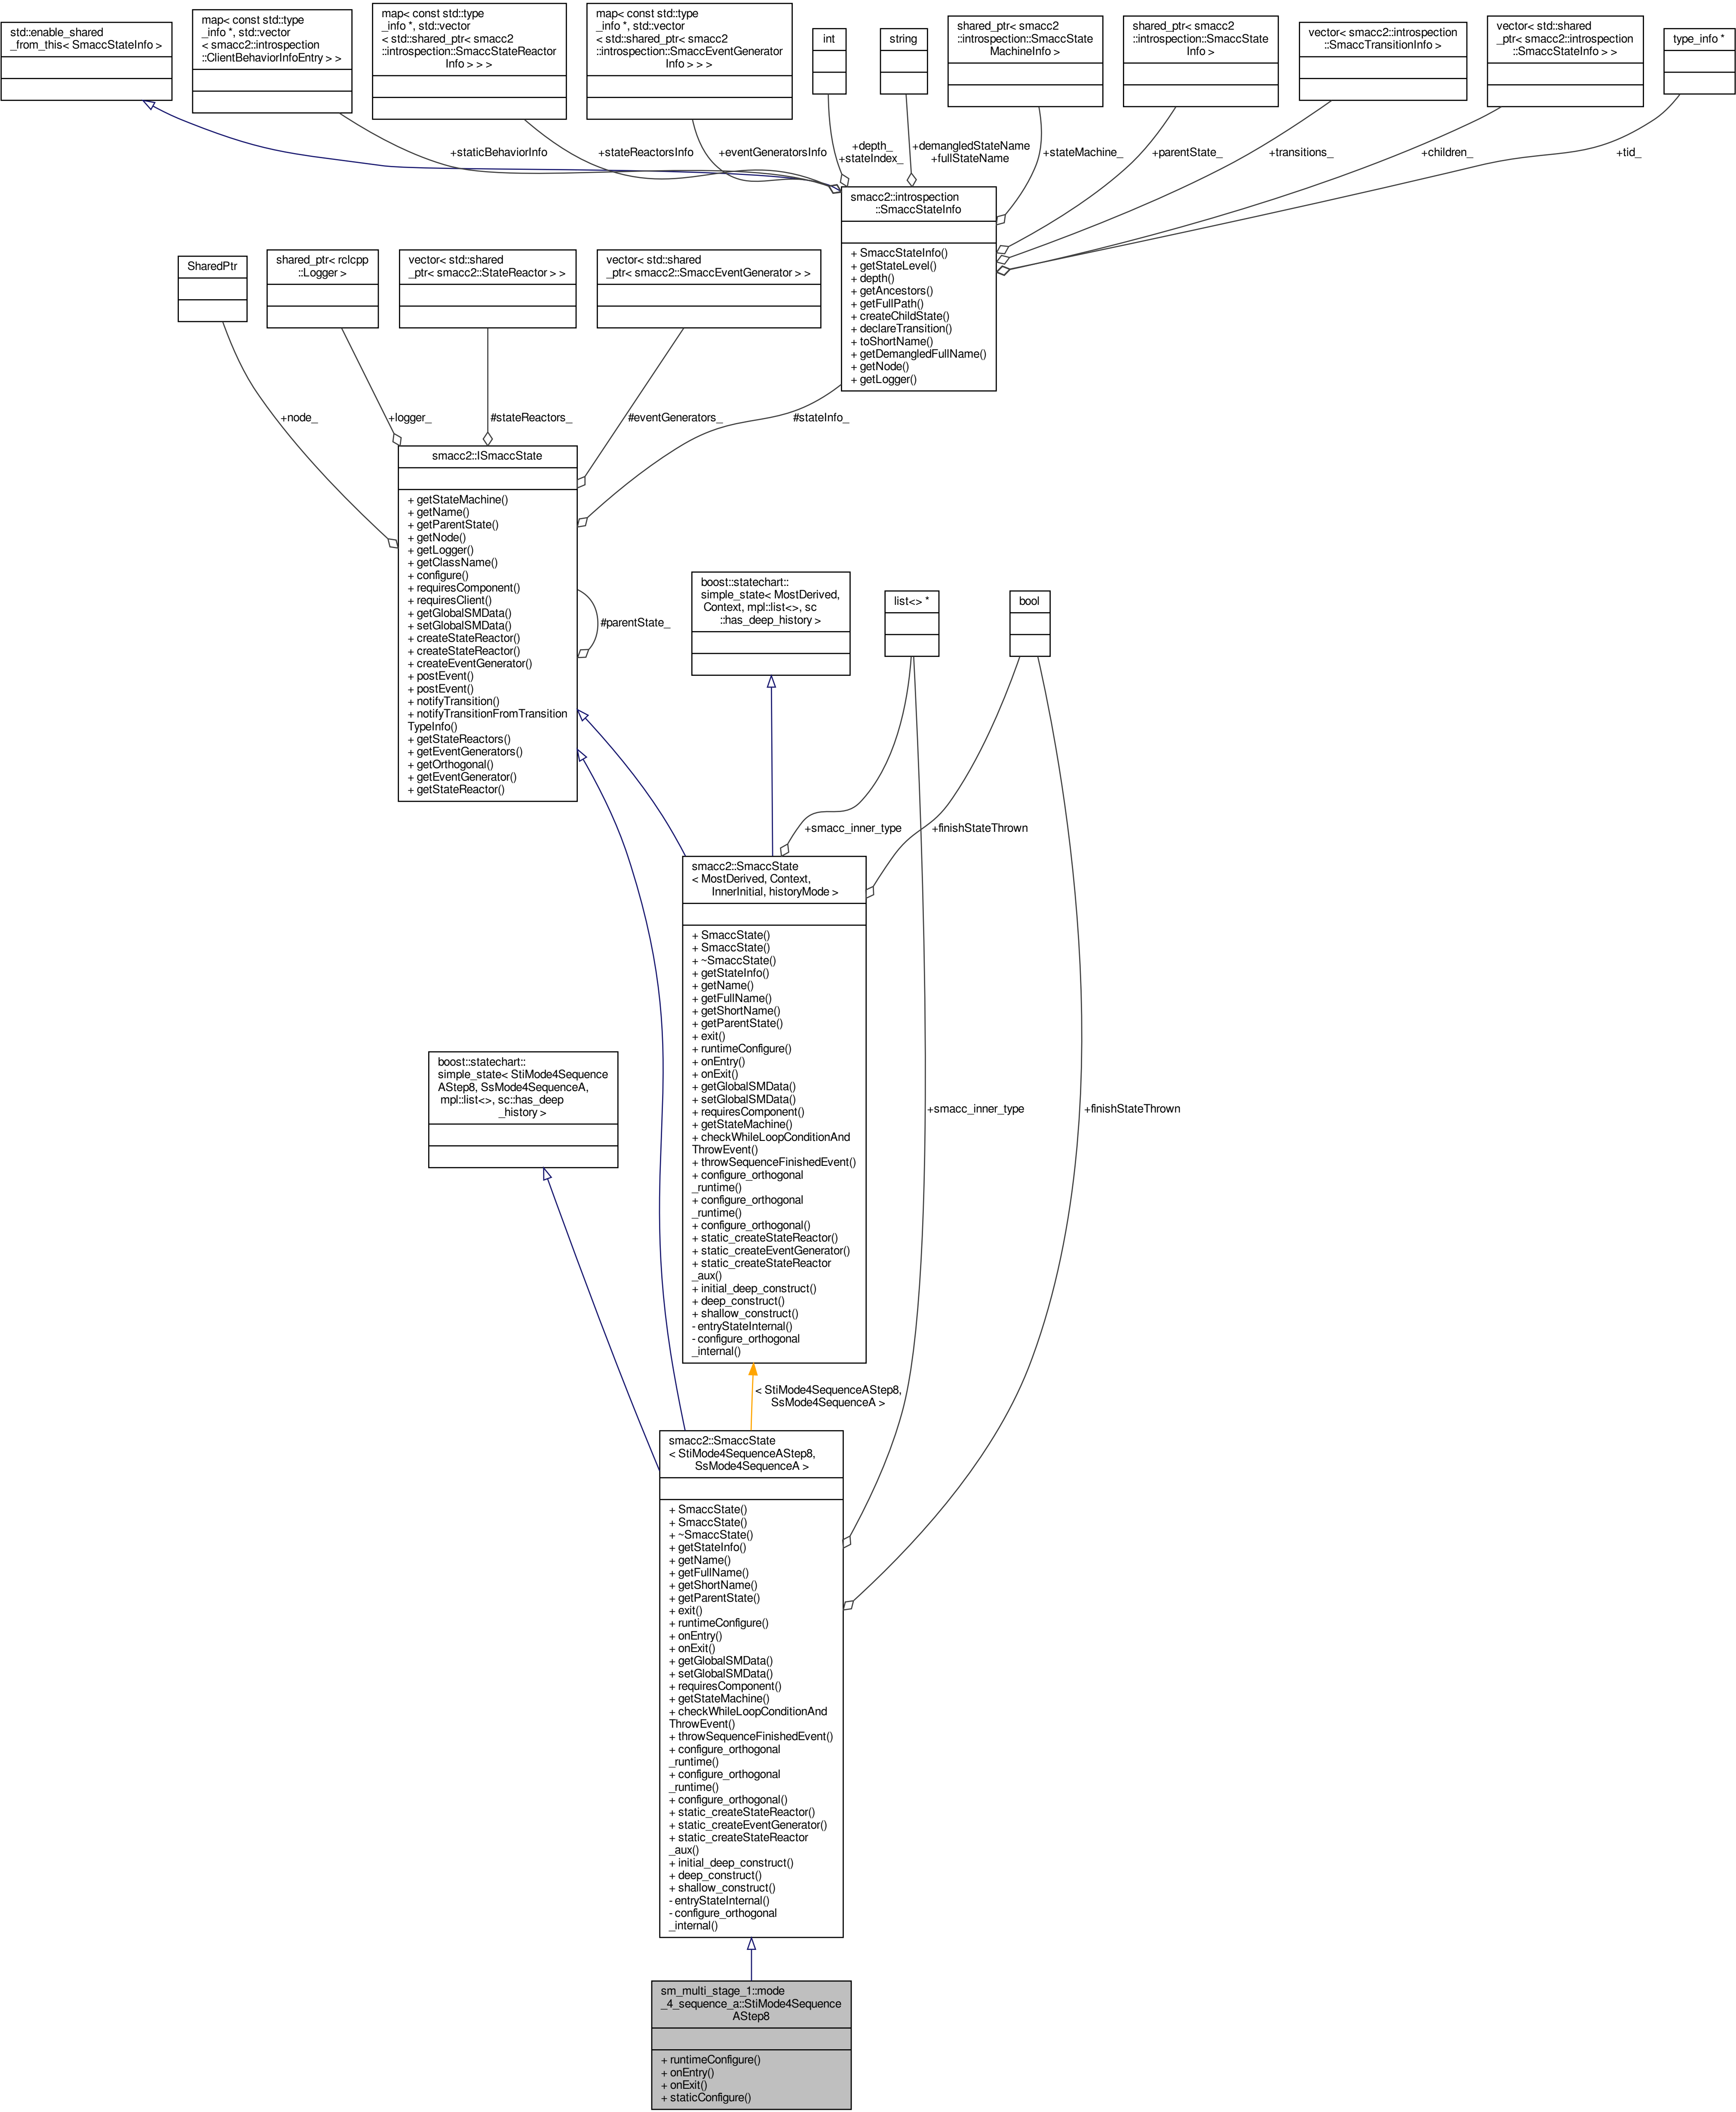 std::enable_shared
_from_this< SmaccStateInfo >
map< const std::type
_info *, std::vector
< smacc2::introspection
::ClientBehaviorInfoEntry > >
map< const std::type
_info *, std::vector
< std::shared_ptr< smacc2
::introspection::SmaccStateReactor
Info > > >
map< const std::type
_info *, std::vector
< std::shared_ptr< smacc2
::introspection::SmaccEventGenerator
Info > > >
int
string
shared_ptr< smacc2
::introspection::SmaccState
MachineInfo >
shared_ptr< smacc2
::introspection::SmaccState
Info >
vector< smacc2::introspection
::SmaccTransitionInfo >
vector< std::shared
_ptr< smacc2::introspection
::SmaccStateInfo > >
type_info *
+staticBehaviorInfo
+stateReactorsInfo
+eventGeneratorsInfo
+depth_
+stateIndex_
+demangledStateName
+fullStateName
+stateMachine_
+parentState_
+transitions_
+children_
+tid_
smacc2::introspection
::SmaccStateInfo
+ SmaccStateInfo()
+ getStateLevel()
+ depth()
+ getAncestors()
+ getFullPath()
+ createChildState()
+ declareTransition()
+ toShortName()
+ getDemangledFullName()
+ getNode()
+ getLogger()
SharedPtr
shared_ptr< rclcpp
::Logger >
vector< std::shared
_ptr< smacc2::StateReactor > >
vector< std::shared
_ptr< smacc2::SmaccEventGenerator > >
+node_
+logger_
#stateReactors_
#eventGenerators_
#stateInfo_
smacc2::ISmaccState
+ getStateMachine()
+ getName()
+ getParentState()
+ getNode()
+ getLogger()
+ getClassName()
+ configure()
+ requiresComponent()
+ requiresClient()
+ getGlobalSMData()
+ setGlobalSMData()
+ createStateReactor()
+ createStateReactor()
+ createEventGenerator()
+ postEvent()
+ postEvent()
+ notifyTransition()
+ notifyTransitionFromTransition
TypeInfo()
+ getStateReactors()
+ getEventGenerators()
+ getOrthogonal()
+ getEventGenerator()
+ getStateReactor()
#parentState_
boost::statechart::
simple_state< MostDerived,
Context, mpl::list<>, sc
::has_deep_history >
list<> *
bool
+smacc_inner_type
+finishStateThrown
smacc2::SmaccState
< MostDerived, Context,
InnerInitial, historyMode >
+ SmaccState()
+ SmaccState()
+ ~SmaccState()
+ getStateInfo()
+ getName()
+ getFullName()
+ getShortName()
+ getParentState()
+ exit()
+ runtimeConfigure()
+ onEntry()
+ onExit()
+ getGlobalSMData()
+ setGlobalSMData()
+ requiresComponent()
+ getStateMachine()
+ checkWhileLoopConditionAnd
ThrowEvent()
+ throwSequenceFinishedEvent()
+ configure_orthogonal
_runtime()
+ configure_orthogonal
_runtime()
+ configure_orthogonal()
+ static_createStateReactor()
+ static_createEventGenerator()
+ static_createStateReactor
_aux()
+ initial_deep_construct()
+ deep_construct()
+ shallow_construct()
- entryStateInternal()
- configure_orthogonal
_internal()
boost::statechart::
simple_state< StiMode4Sequence
AStep8, SsMode4SequenceA,
mpl::list<>, sc::has_deep
_history >
+smacc_inner_type
+finishStateThrown
< StiMode4SequenceAStep8,
SsMode4SequenceA >
smacc2::SmaccState
< StiMode4SequenceAStep8,
SsMode4SequenceA >
+ SmaccState()
+ SmaccState()
+ ~SmaccState()
+ getStateInfo()
+ getName()
+ getFullName()
+ getShortName()
+ getParentState()
+ exit()
+ runtimeConfigure()
+ onEntry()
+ onExit()
+ getGlobalSMData()
+ setGlobalSMData()
+ requiresComponent()
+ getStateMachine()
+ checkWhileLoopConditionAnd
ThrowEvent()
+ throwSequenceFinishedEvent()
+ configure_orthogonal
_runtime()
+ configure_orthogonal
_runtime()
+ configure_orthogonal()
+ static_createStateReactor()
+ static_createEventGenerator()
+ static_createStateReactor
_aux()
+ initial_deep_construct()
+ deep_construct()
+ shallow_construct()
- entryStateInternal()
- configure_orthogonal
_internal()
sm_multi_stage_1::mode
_4_sequence_a::StiMode4Sequence
AStep8
+ runtimeConfigure()
+ onEntry()
+ onExit()
+ staticConfigure()